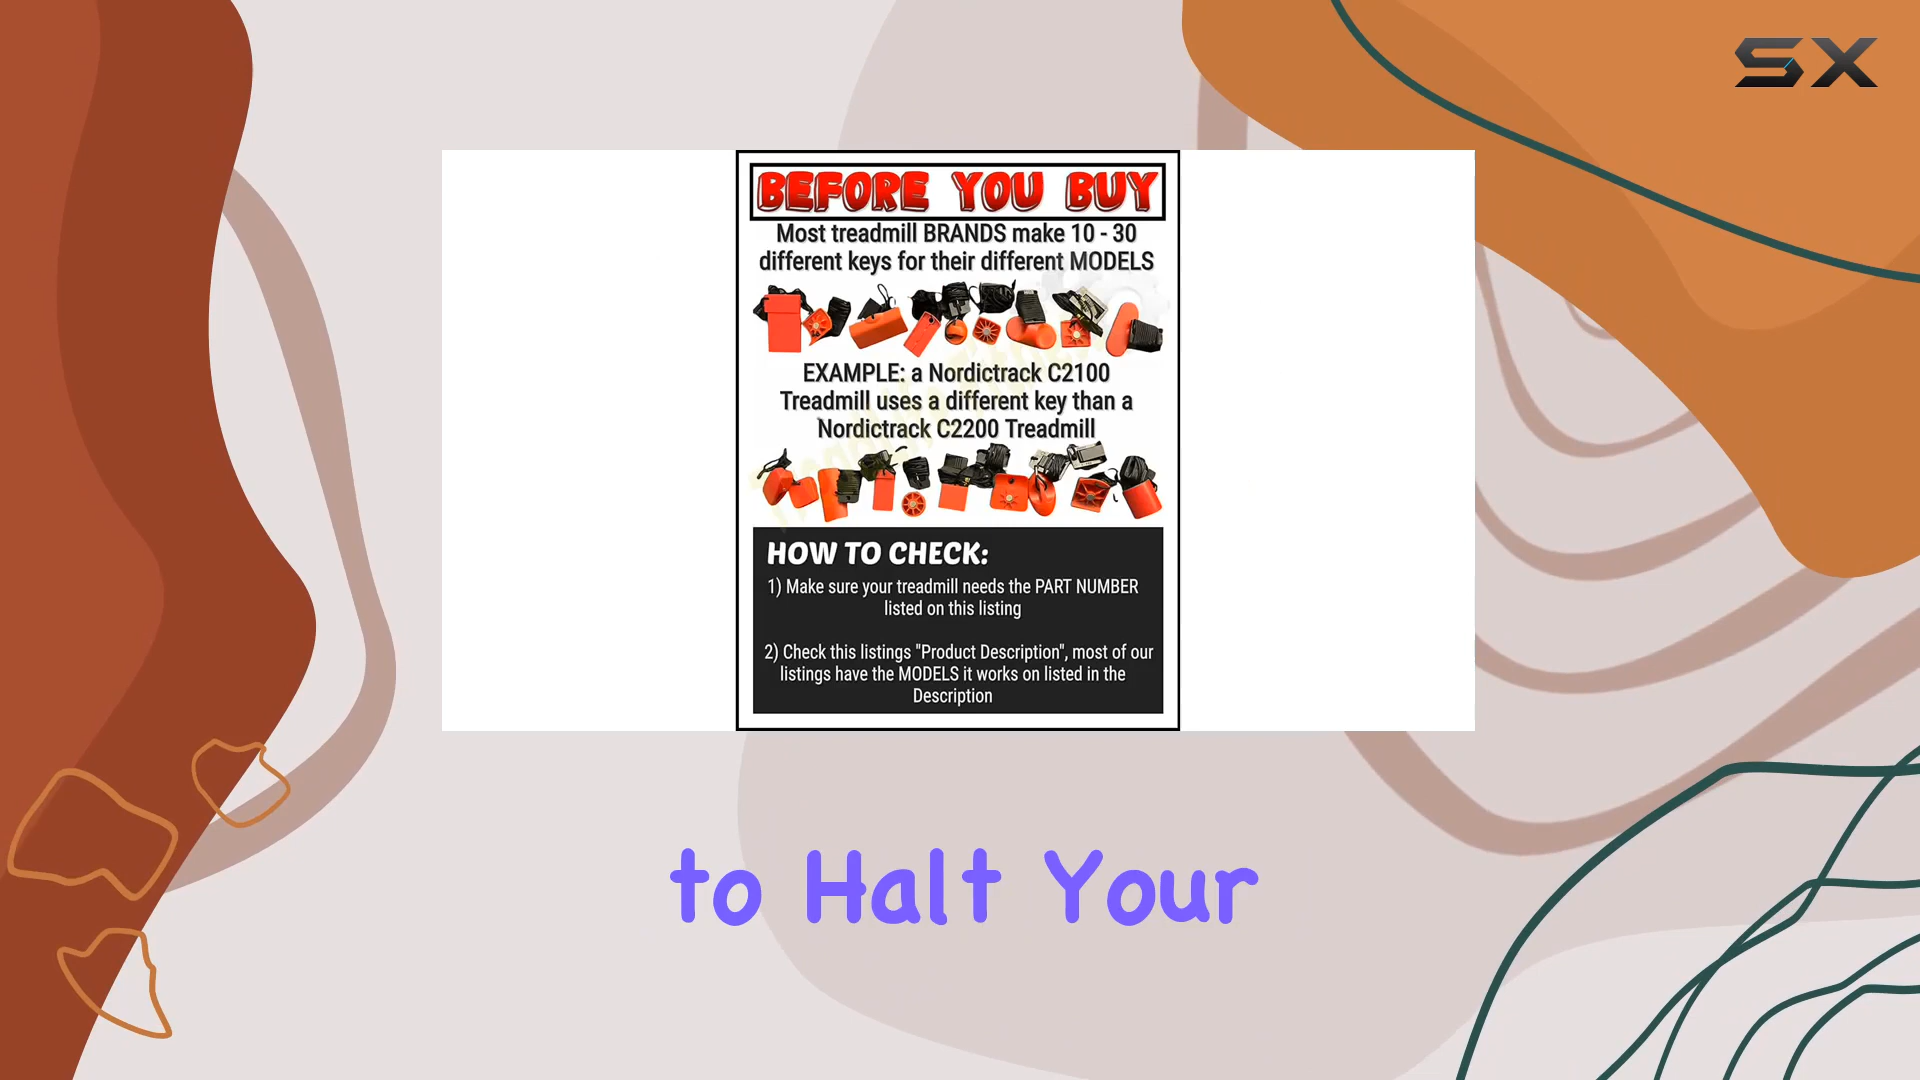 SX
BEFORE YOU BUY
Most treadmill BRANDS make 10 - 30
different keys for their different MODELS
EXAMPLE: a Nordictrack C2100
Treadmill uses a different key than a
Nordictrack C2200 Treadmill
HOW TO CHECK:
1) Make sure your treadmill needs the PART NUMBER
listed on this listing
2) Check this listings "Product Description", most of our
listings have the MODELS it works on listed in the
Description
to Halt Your